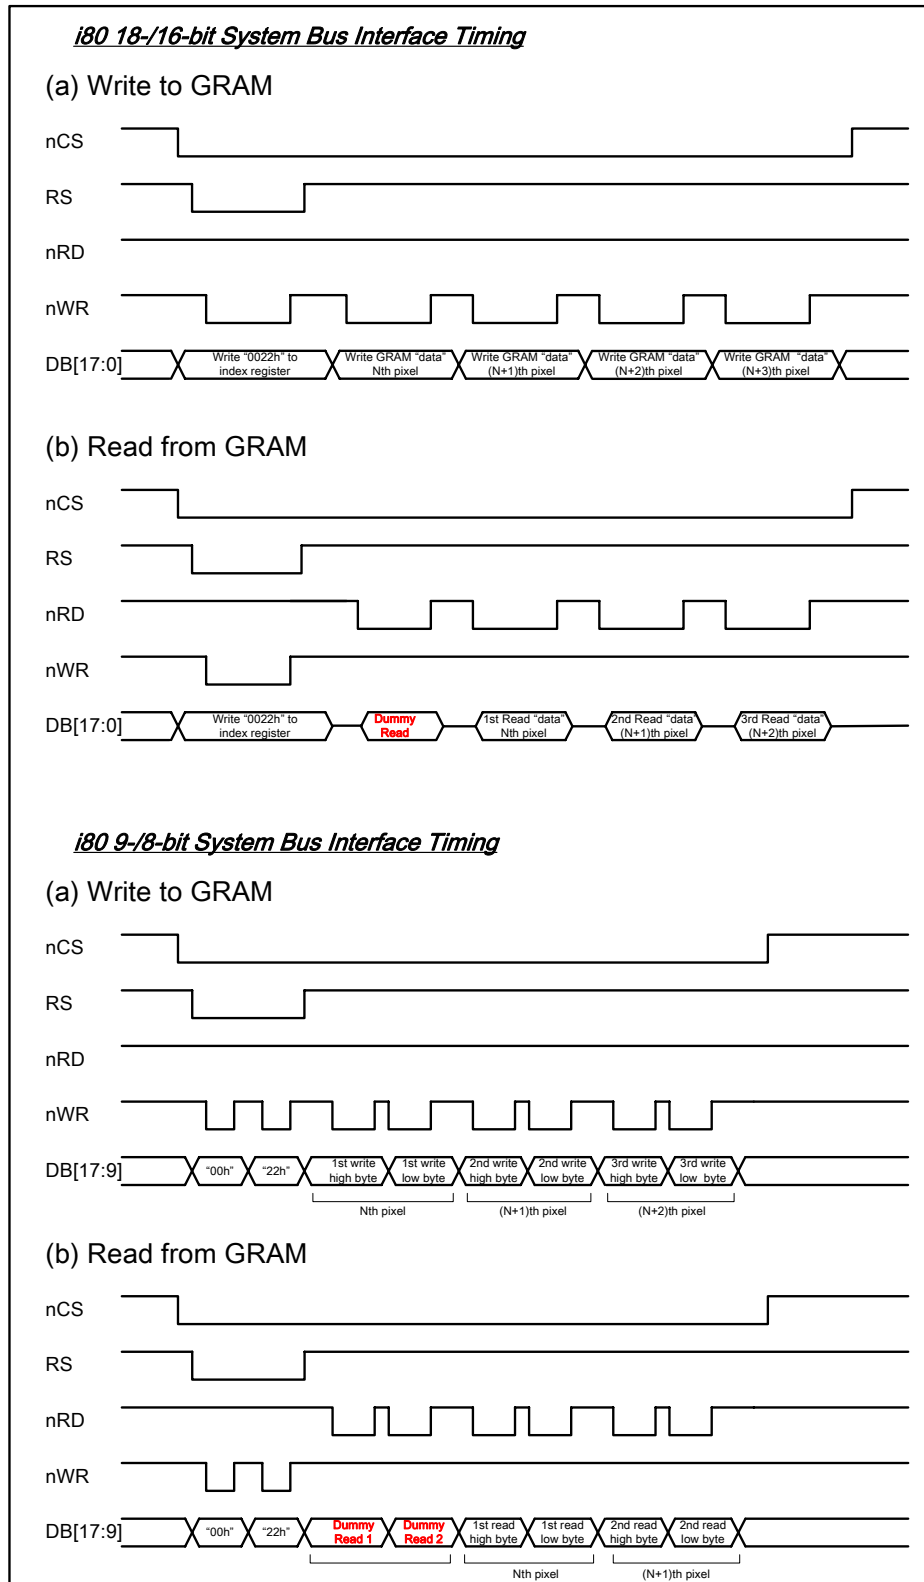 i80 18-/16-bit System Bus Interface Timing
(a) Write to GRAM
nCS
RS
nRD
nWR
DB[17:0]
Write “0022h” to
index register
Write GRAM “data”
Nth pixel
Write GRAM “data”
(N+1)th pixel
Write GRAM “data”
(N+2)th pixel
Write GRAM “data”
(N+3)th pixel
(b) Read from GRAM
nCS
RS
nRD
nWR
DB[17:0]
Write “0022h” to
index register
Dummy
Read
1st Read “data”
Nth pixel
2nd Read “data”
(N+1)th pixel
3rd Read “data”
(N+2)th pixel
i80 9-/8-bit System Bus Interface Timing
(a) Write to GRAM
nCS
RS
nRD
nWR
DB[17:9]
“00h”
“22h”
1st write
high byte
1st write
low byte
2nd write
high byte
2nd write
low byte
3rd write
high byte
3rd write
low byte
Nth pixel
(N+1)th pixel
(N+2)th pixel
(b) Read from GRAM
nCS
RS
nRD
nWR
DB[17:9]
“00h”
“22h”
Dummy
Read 1
Dummy
Read 2
1st read
high byte
1st read
low byte
2nd read
high byte
2nd read
low byte
Nth pixel
(N+1)th pixel